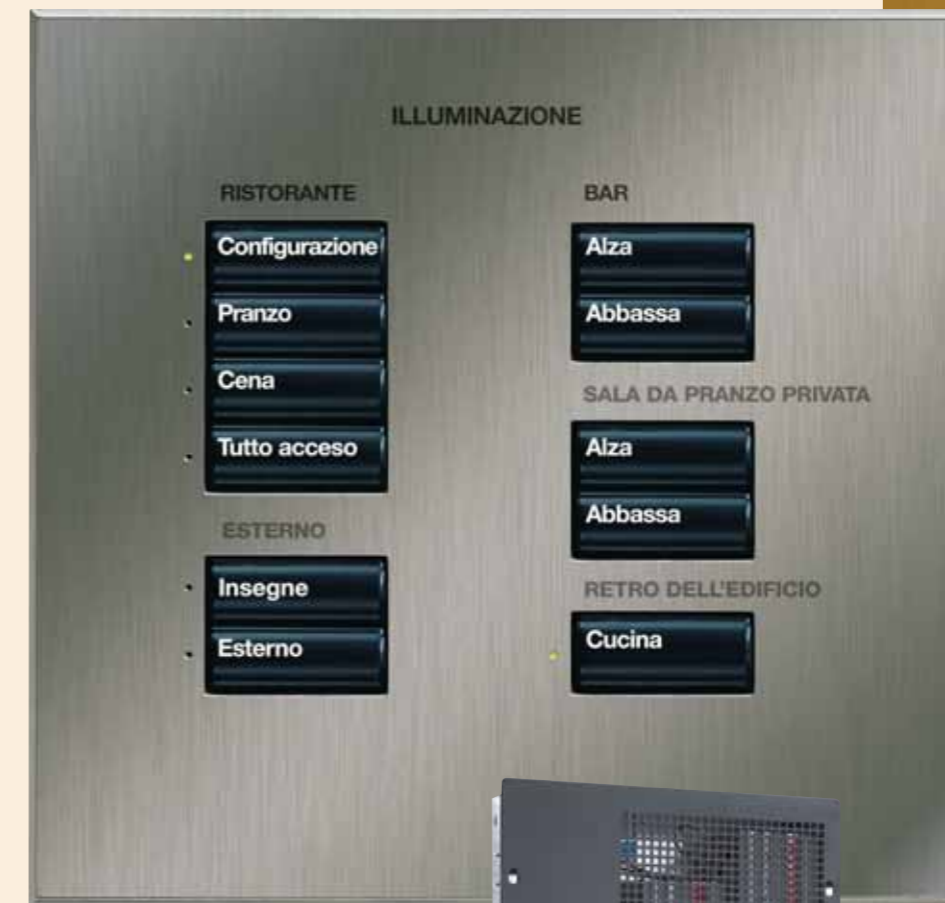 ILLUMINAZIONE
RISTORANTE
Configurazione
Pranzo
Cena
Tutto acceso
ESTERNO
Insegne
Esterno
BAR
Alza
Abbassa
SALA DA PRANZO PRIVATA
Alza
Abbassa
RETRO DELL'EDIFICIO
Cucina